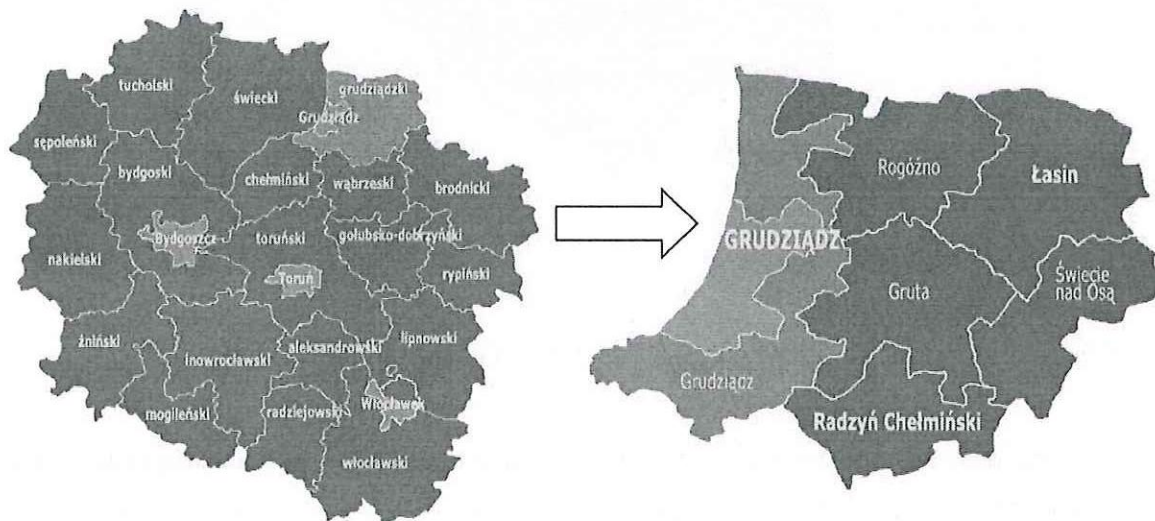 tucholski
świecki
grudziądzki
Grudziądz
sępoleński
bydgoski
chełmiński
wąbrzeski
brodnicki
Bydgoszcz
toruński
golubsko-dobrzyński
nakielski
Toruń
rypiński
żniński
inowrocławski
aleksandrowski
lipnowski
mogileński
radziejowski
Włocławek
włocławski
Rogóźno
Łasin
GRUDZIĄDZ
Gruta
Świecie
nad Osą
Grudziądz
Radzyń Chełmiński